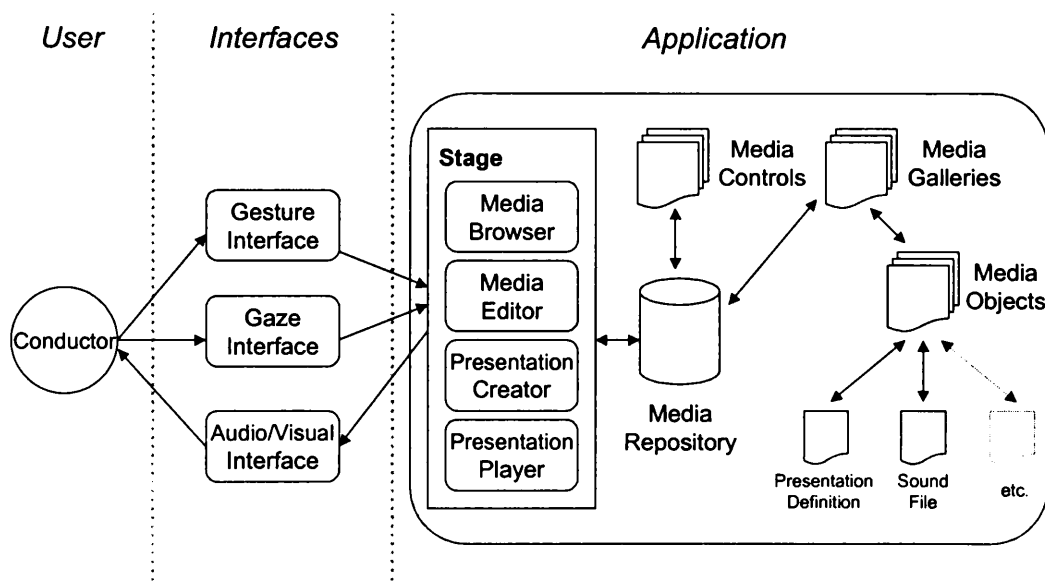 User
Interfaces
Application
Conductor
Gesture
Interface
Gaze
Interface
Audio/Visual
Interface
Stage
Media
Browser
Media
Editor
Presentation
Creator
Presentation
Player
Media
Controls
Media
Galleries
Media
Objects
Media
Repository
Presentation
Definition
Sound
File
etc.